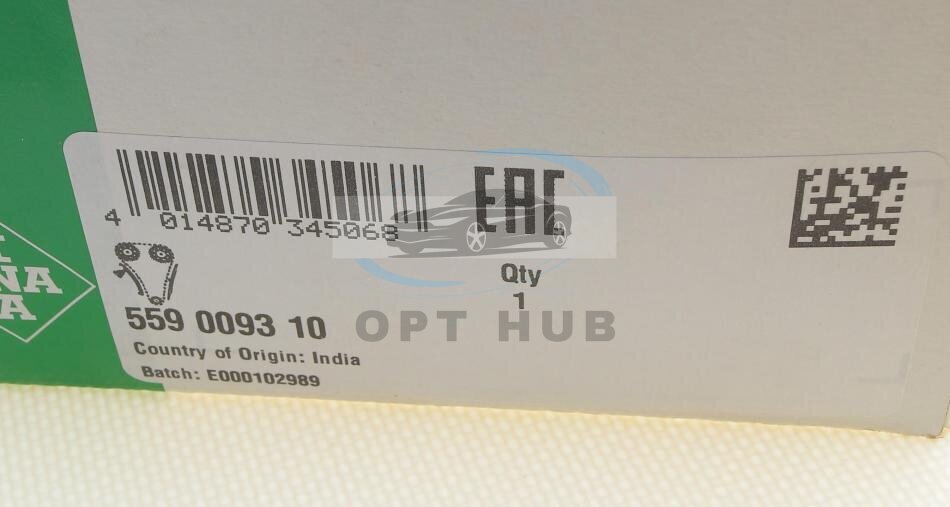 4 014870 345068
EAC
Qty
1
559 0093 10
OPT HUB
Country of Origin: India
Batch: E000102989